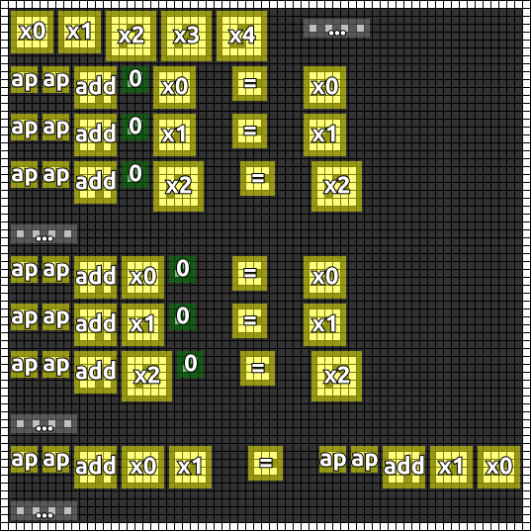 x0 x1 x2 x3 x4 ...
ap ap add 0 x0 = x0
ap ap add 0 x1 = x1
ap ap add 0 x2 = x2
...
ap ap add x0 0 = x0
ap ap add x1 0 = x1
ap ap add x2 0 = x2
...
ap ap add x0 x1 = ap ap add x1 x0
...